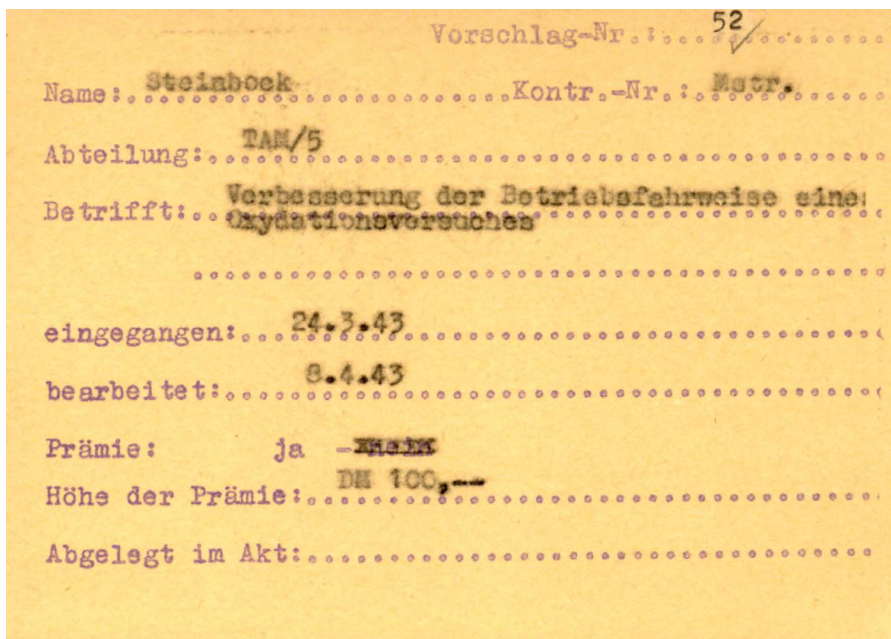 Vorschlag-Nr.: 52
Name: Steinbock Kontr.-Nr.: Mstr.
Abteilung: TAM/5
Betrifft: Verbesserung der Betriebsfahrweise eines
Oxydationsversuches
eingegangen: 24.3.43
bearbeitet: 8.4.43
Prämie: ja - nein
Höhe der Prämie: DM 100,--
Abgelegt im Akt: